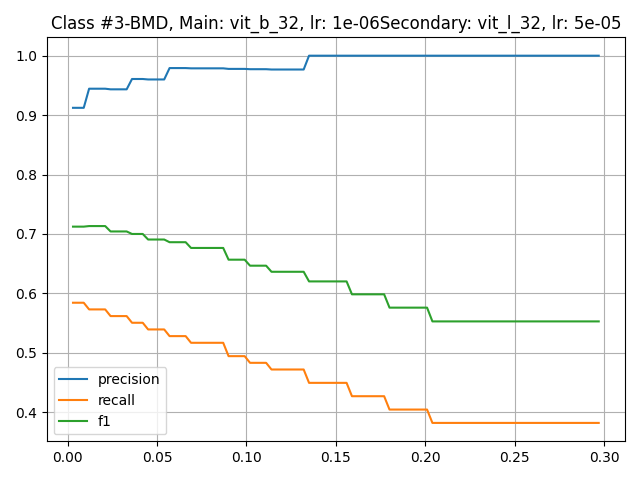 Class #3-BMD, Main: vit_b_32, lr: 1e-06Secondary: vit_l_32, lr: 5e-05
1.0
0.9
0.8
0.7
0.6
0.5
0.4
precision
recall
f1
0.00 0.05 0.10 0.15 0.20 0.25 0.30